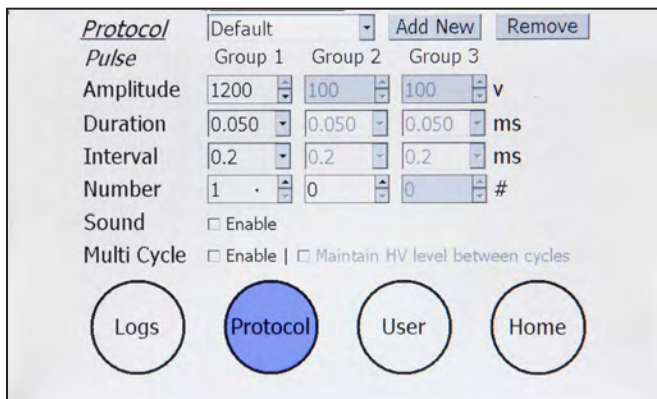 Protocol Default Add New Remove
Pulse Group 1 Group 2 Group 3
Amplitude 1200 100 100 v
Duration 0.050 0.050 0.050 ms
Interval 0.2 0.2 0.2 ms
Number 1 0 0 #
Sound Enable
Multi Cycle Enable | Maintain HV level between cycles
Logs Protocol User Home